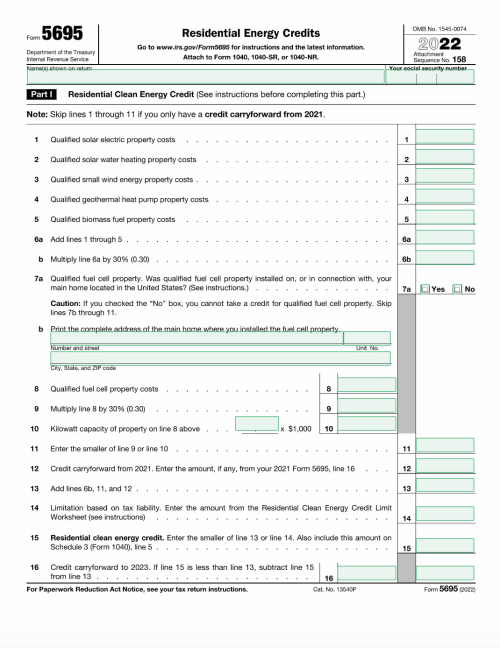 Form 5695
Department of the Treasury
Internal Revenue Service
Residential Energy Credits
Go to www.irs.gov/Form5695 for instructions and the latest information.
Attach to Form 1040, 1040-SR, or 1040-NR.
OMB No. 1545-0074
2022
Attachment
Sequence No. 158
Name(s) shown on return
Your social security number
Part I Residential Clean Energy Credit (See instructions before completing this part.)
Note: Skip lines 1 through 11 if you only have a credit carryforward from 2021.
1 Qualified solar electric property costs . . . . . . . . . . . . . . . . . . 1
2 Qualified solar water heating property costs . . . . . . . . . . . . . . . . . 2
3 Qualified small wind energy property costs . . . . . . . . . . . . . . . . . . 3
4 Qualified geothermal heat pump property costs . . . . . . . . . . . . . . . . 4
5 Qualified biomass fuel property costs . . . . . . . . . . . . . . . . . . 5
6a Add lines 1 through 5 . . . . . . . . . . . . . . . . . . . . . . . 6a
b Multiply line 6a by 30% (0.30) . . . . . . . . . . . . . . . . . . . . . 6b
7a Qualified fuel cell property. Was qualified fuel cell property installed on, or in connection with, your
main home located in the United States? (See instructions.) . . . . . . . . . . . . 7a Yes No
Caution: If you checked the “No” box, you cannot take a credit for qualified fuel cell property. Skip
lines 7b through 11.
b Print the complete address of the main home where you installed the fuel cell property.
Number and street Unit No.
City, State, and ZIP code
8 Qualified fuel cell property costs . . . . . . . . . . . . . 8
9 Multiply line 8 by 30% (0.30) . . . . . . . . . . . . . . 9
10 Kilowatt capacity of property on line 8 above . . . x $1,000 10
11 Enter the smaller of line 9 or line 10 . . . . . . . . . . . . . . . . . . . 11
12 Credit carryforward from 2021. Enter the amount, if any, from your 2021 Form 5695, line 16 . . . 12
13 Add lines 6b, 11, and 12 . . . . . . . . . . . . . . . . . . . . . . 13
14 Limitation based on tax liability. Enter the amount from the Residential Clean Energy Credit Limit
Worksheet (see instructions) . . . . . . . . . . . . . . . . . . . . . 14
15 Residential clean energy credit. Enter the smaller of line 13 or line 14. Also include this amount on
Schedule 3 (Form 1040), line 5 . . . . . . . . . . . . . . . . . . . . . 15
16 Credit carryforward to 2023. If line 15 is less than line 13, subtract line 15
from line 13 . . . . . . . . . . . . . . . . . . . 16
For Paperwork Reduction Act Notice, see your tax return instructions. Cat. No. 13540P Form 5695 (2022)